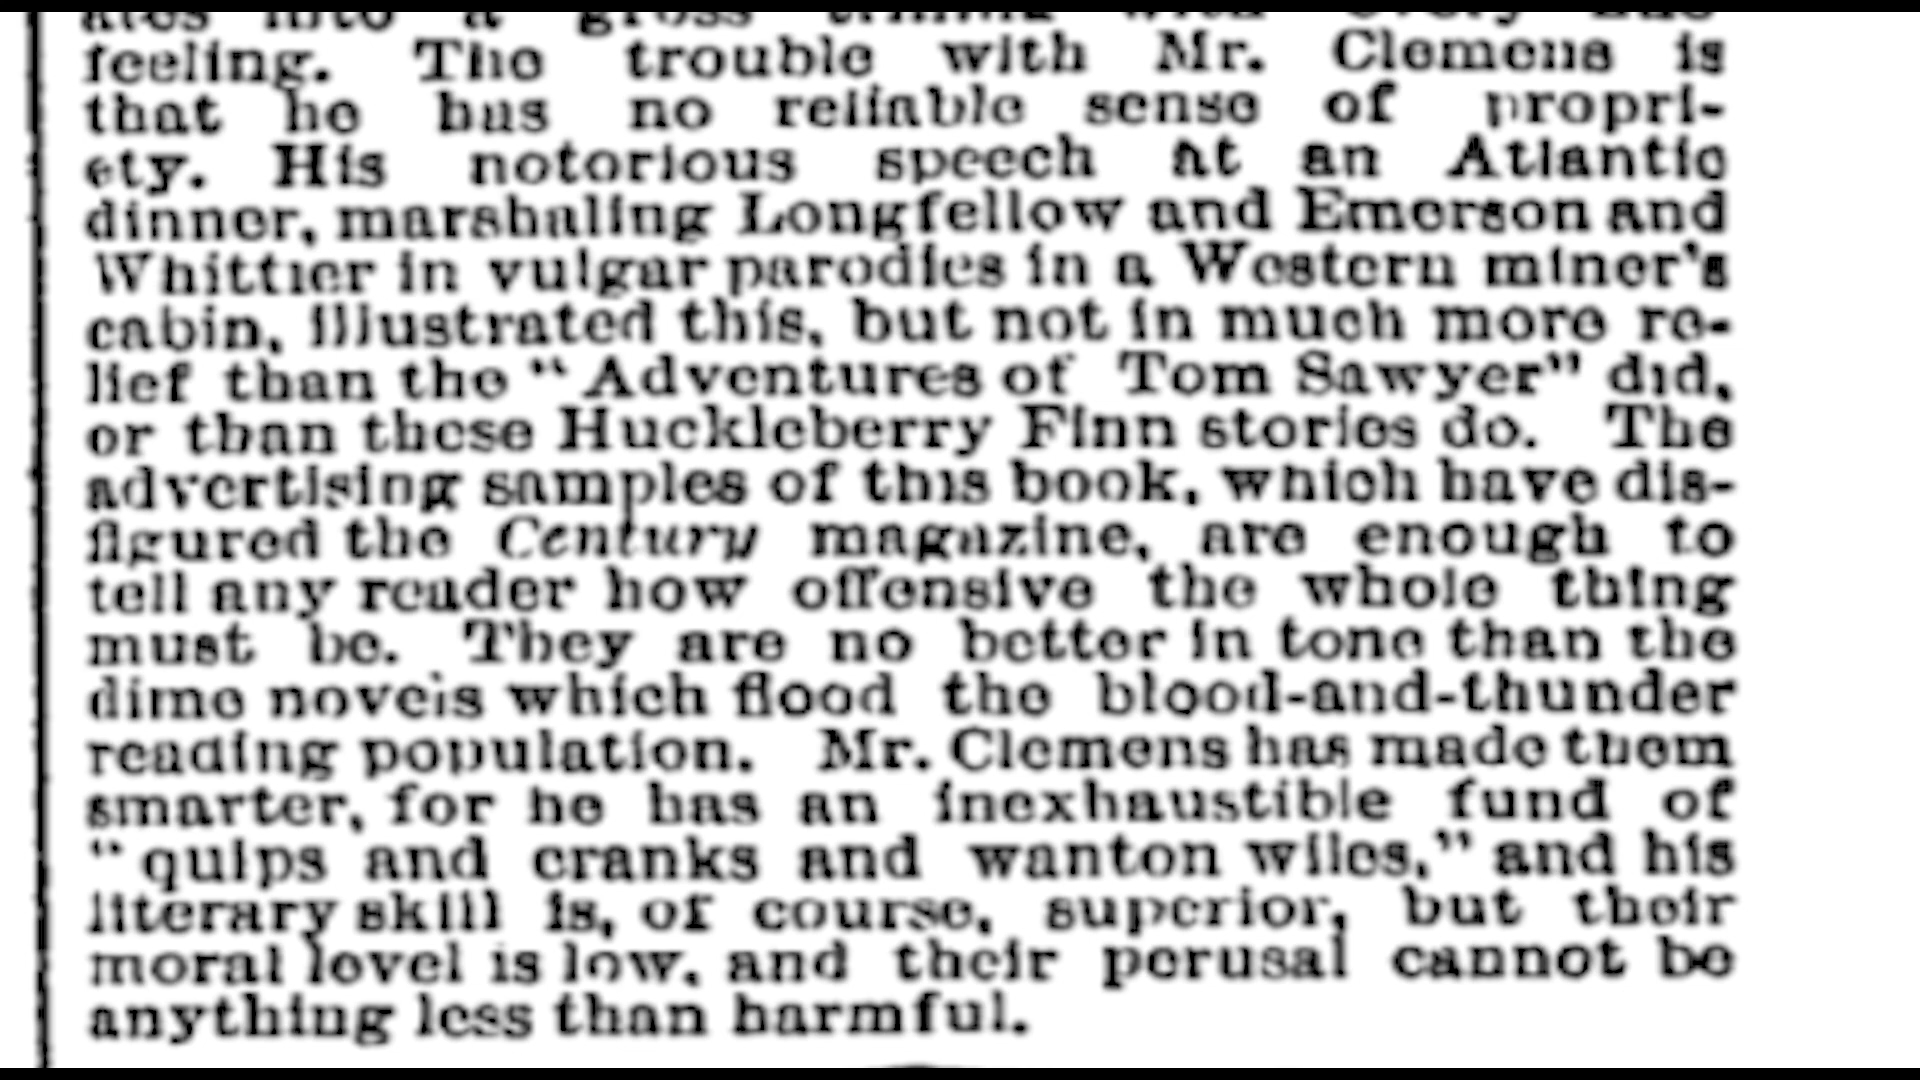 feeling. The trouble with Mr. Clemens is
that he has no reliable sense of propri-
ety. His notorious speech at an Atlantic
dinner, marshaling Longfellow and Emerson and
Whittier in vulgar parodies in a Western miner's
cabin, illustrated this, but not in much more re-
lief than the "Adventures of Tom Sawyer" did,
or than these Huckleberry Finn stories do. The
advertising samples of this book, which have dis-
figured the Century magazine, are enough to
tell any reader how offensive the whole thing
must be. They are no better in tone than the
dime novels which flood the blood-and-thunder
reading population. Mr. Clemens has made them
smarter, for he has an inexhaustible fund of
"quips and cranks and wanton wiles," and his
literary skill is, of course, superior, but their
moral level is low, and their perusal cannot be
anything less than harmful.